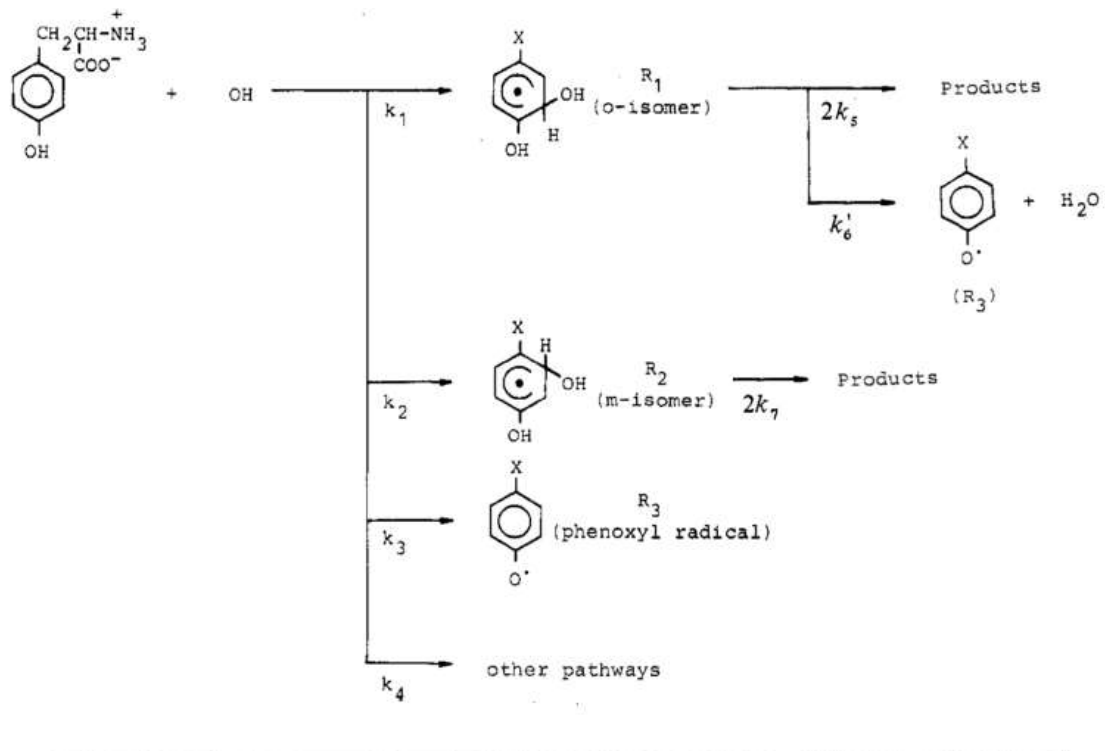 +
CH₂CH-NH₃
COO⁻
OH
+ OH
k₁
X
OH
H
OH
R₁
(o-isomer)
2k₅
Products
k₆'
X
O·
+ H₂O
(R₃)
k₂
X
H
OH
OH
R₂
(m-isomer)
2k₇
Products
k₃
X
O·
R₃
(phenoxyl radical)
k₄
other pathways